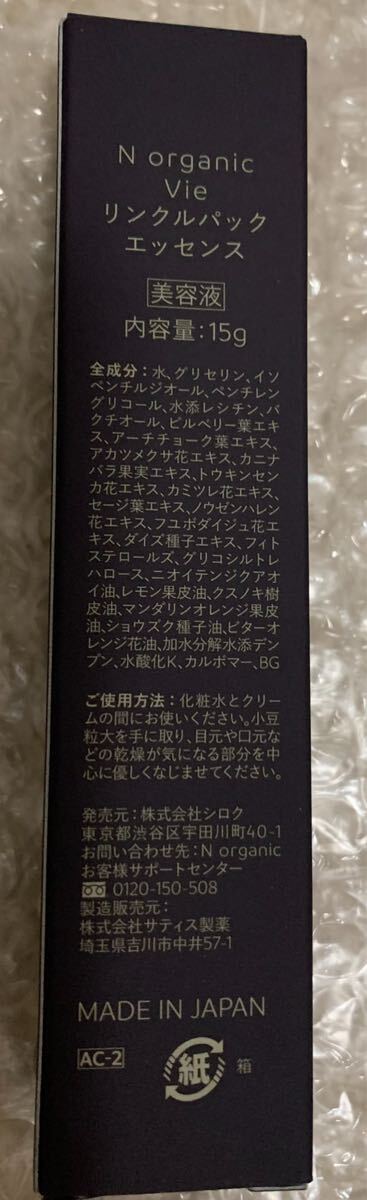 N organic
Vie
リンクルパック
エッセンス
美容液
内容量:15g
全成分:水、グリセリン、イソ
ペンチルジオール、ペンチレン
グリコール、水添レシチン、バ
クチオール、ビルベリー葉エキ
ス、アーチチョーク葉エキス、
アカツメクサ花エキス、カニナ
バラ果実エキス、トウキンセン
カ花エキス、カミツレ花エキス、
セージ葉エキス、ノウゼンハレン
花エキス、フユボダイジュ花エ
キス、ダイズ種子エキス、フィト
ステロールズ、グリコシルトレ
ハロース、ニオイテンジクアオ
イ油、レモン果皮油、クスノキ樹
皮油、マンダリンオレンジ果皮
油、ショウズク種子油、ビターオ
レンジ花油、加水分解水添デン
プン、水酸化K、カルボマー、BG
ご使用方法:化粧水とクリー
ムの間にお使いください。小豆
粒大を手に取り、目元や口元な
どの乾燥が気になる部分を中
心に優しくなじませてください。
発売元:株式会社シロク
東京都渋谷区宇田川町40-1
お問い合わせ先:N organic
お客様サポートセンター
0120-150-508
製造販売元:
株式会社サティス製薬
埼玉県吉川市中井57-1
MADE IN JAPAN
AC-2
紙
箱